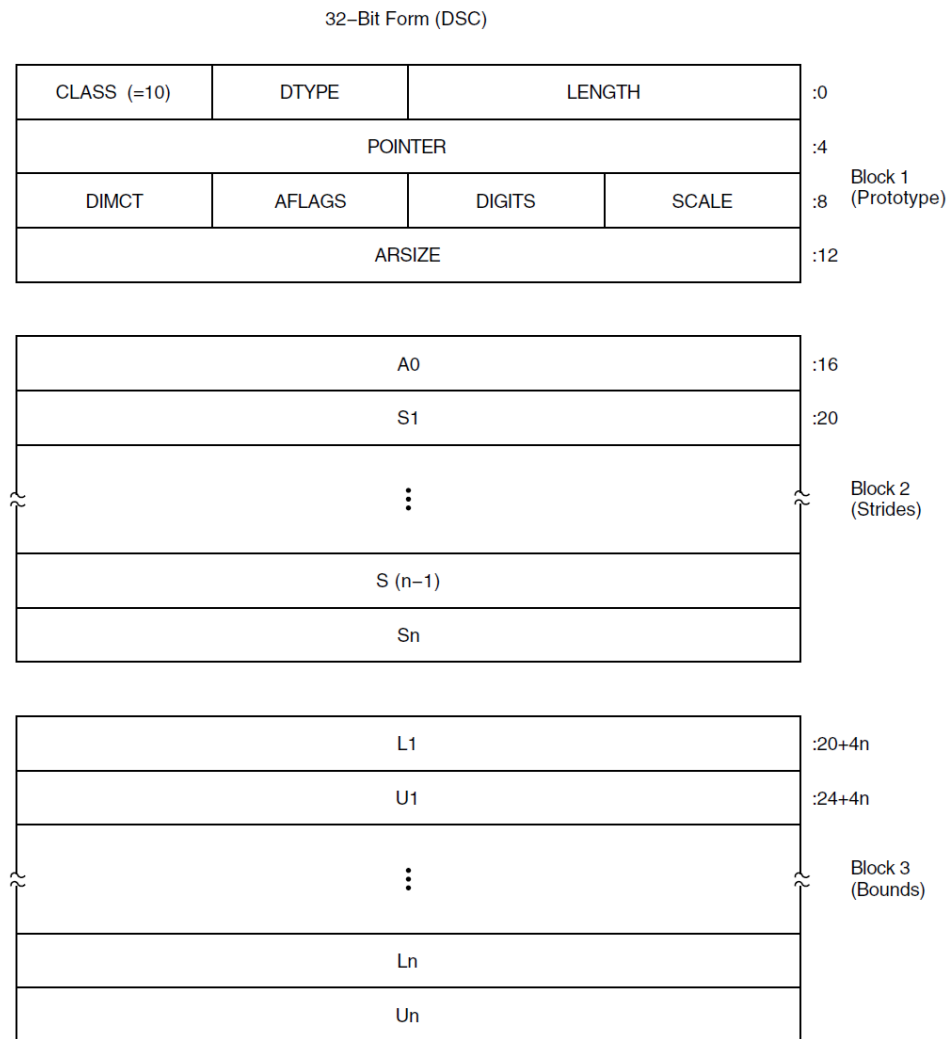 32–Bit Form (DSC)
CLASS (=10) DTYPE LENGTH :0
POINTER :4
Block 1
(Prototype)
DIMCT AFLAGS DIGITS SCALE :8
ARSIZE :12
A0 :16
S1 :20
Block 2
(Strides)
S (n–1)
Sn
L1 :20+4n
U1 :24+4n
Block 3
(Bounds)
Ln
Un